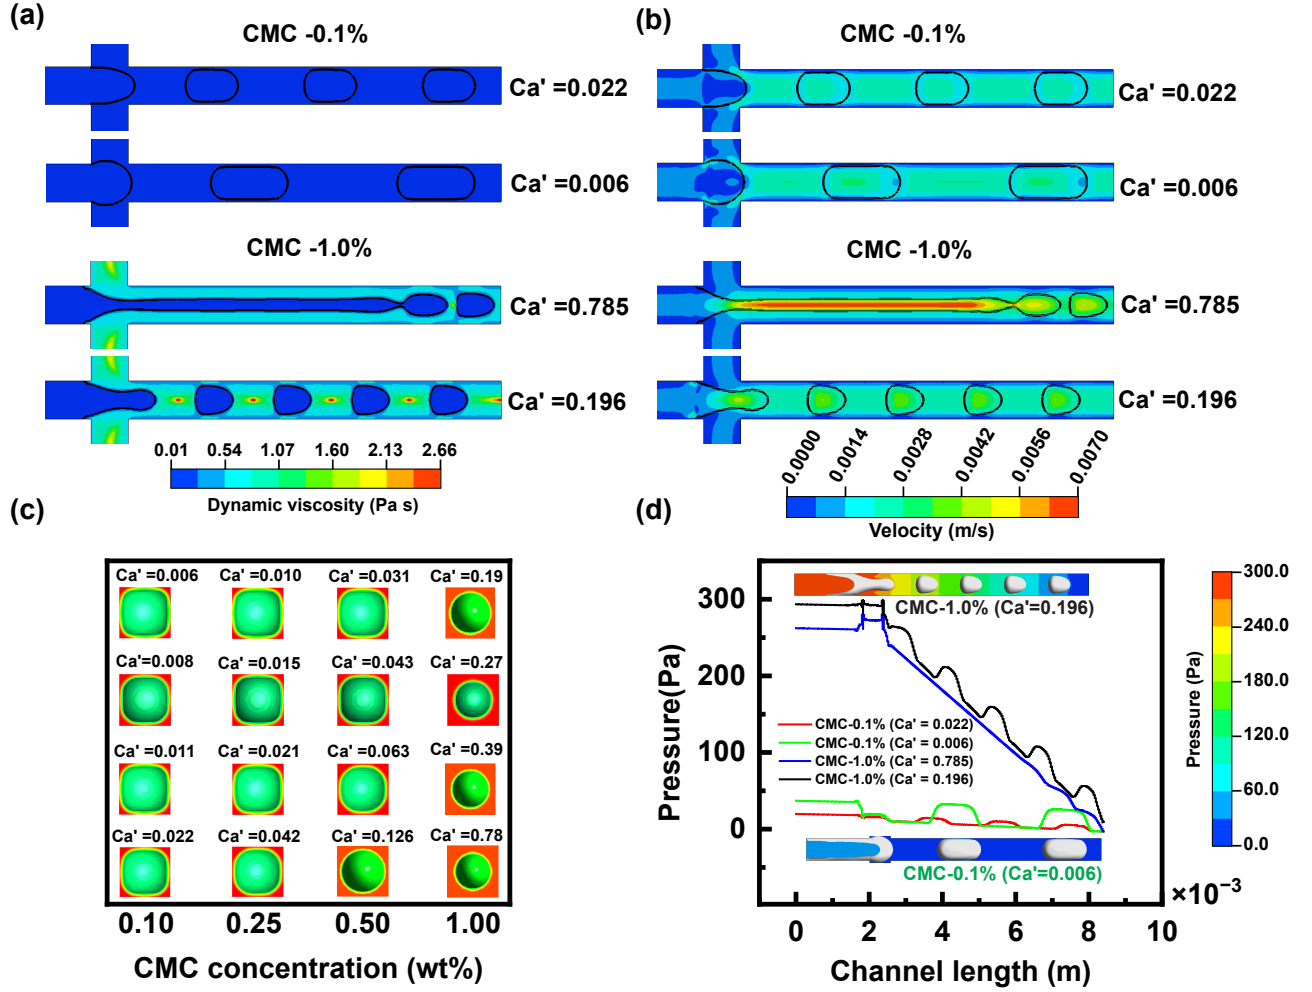 (a)
CMC -0.1%
Ca' =0.022
Ca' =0.006
CMC -1.0%
Ca' =0.785
Ca' =0.196
0.01 0.54 1.07 1.60 2.13 2.66
Dynamic viscosity (Pa s)
(b)
CMC -0.1%
Ca' =0.022
Ca' =0.006
CMC -1.0%
Ca' =0.785
Ca' =0.196
0.0000 0.0014 0.0028 0.0042 0.0056 0.0070
Velocity (m/s)
(c)
Ca' =0.006 Ca' =0.010 Ca' =0.031 Ca' =0.19
Ca'=0.008 Ca' =0.015 Ca' =0.043 Ca' =0.27
Ca' =0.011 Ca' =0.021 Ca' =0.063 Ca' =0.39
Ca' =0.022 Ca' =0.042 Ca' =0.126 Ca' =0.78
0.10 0.25 0.50 1.00
CMC concentration (wt%)
(d)
Pressure(Pa)
300
200
100
0
CMC-1.0% (Ca'=0.196)
CMC-0.1% (Ca' = 0.022)
CMC-0.1% (Ca' = 0.006)
CMC-1.0% (Ca' = 0.785)
CMC-1.0% (Ca' = 0.196)
CMC-0.1% (Ca'=0.006)
0 2 4 6 8 10
×10⁻³
Channel length (m)
Pressure (Pa)
300.0
240.0
180.0
120.0
60.0
0.0